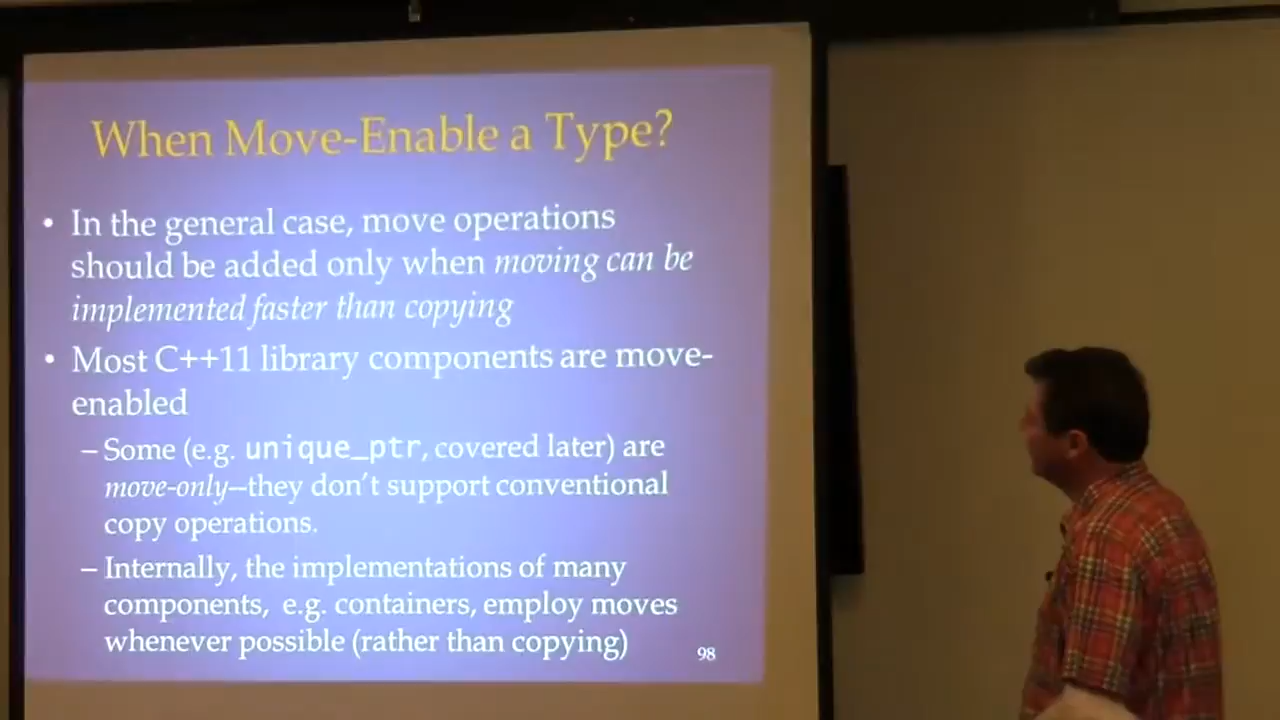 When Move-Enable a Type?
• In the general case, move operations
should be added only when moving can be
implemented faster than copying
• Most C++11 library components are move-
enabled
– Some (e.g. unique_ptr, covered later) are
move-only--they don't support conventional
copy operations.
– Internally, the implementations of many
components, e.g. containers, employ moves
whenever possible (rather than copying)
98